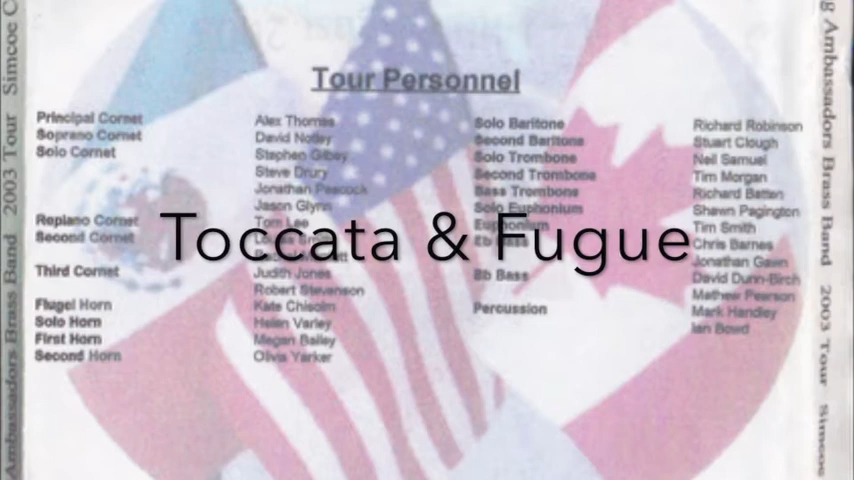 Tour Personnel
Principal Cornet
Soprano Cornet
Solo Cornet
Repiano Cornet
Second Cornet
Third Cornet
Flugel Horn
Solo Horn
First Horn
Second Horn
Alex Thomas
David Notley
Stephen Gilbey
Steve Drury
Jonathan Peacock
Jason Glynn
Tom Lee
Judith Jones
Robert Stevenson
Kate Chisolm
Helen Varley
Megan Bailey
Olivia Yarker
Solo Baritone
Second Baritone
Solo Trombone
Second Trombone
Bass Trombone
Solo Euphonium
Euphonium
Eb Bass
Bb Bass
Percussion
Richard Robinson
Stuart Clough
Neil Samuel
Tim Morgan
Richard Batten
Shawn Pagington
Tim Smith
Chris Barnes
Jonathan Gawn
David Dunn-Birch
Mathew Pearson
Mark Handley
Ian Bowd
Toccata & Fugue
Ambassadors Brass Band 2003 Tour Simcoe
Ambassadors Brass Band 2003 Tour Simcoe